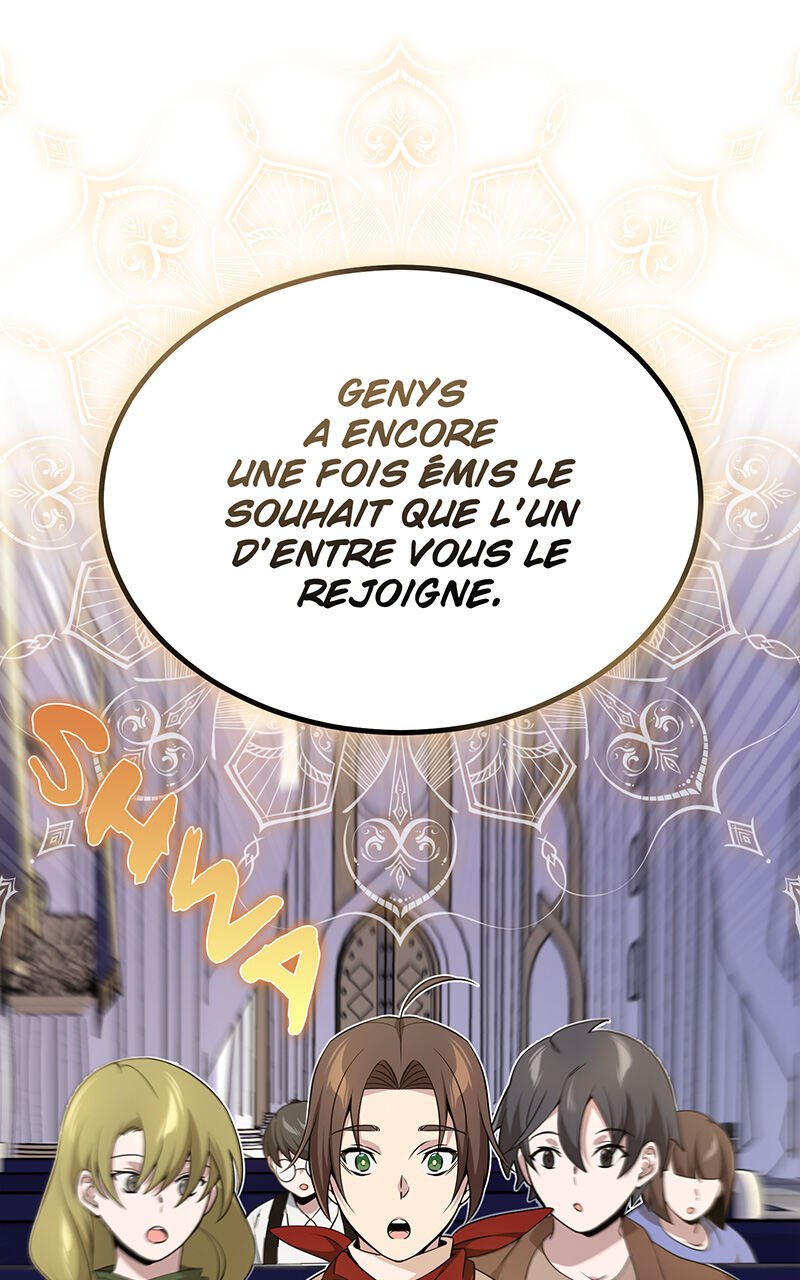 GENYS
A ENCORE
UNE FOIS ÉMIS LE
SOUHAIT QUE L'UN
D'ENTRE VOUS LE
REJOIGNE.
SHWA